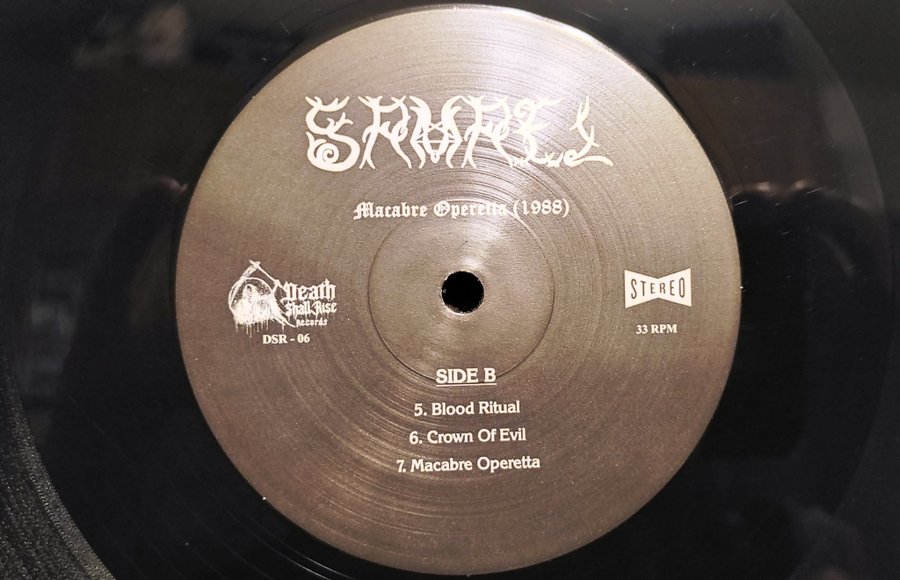 SAMAEL
Macabre Operetta (1988)
Death
Shall Rise
Records
DSR - 06
STEREO
33 RPM
SIDE B
5. Blood Ritual
6. Crown Of Evil
7. Macabre Operetta